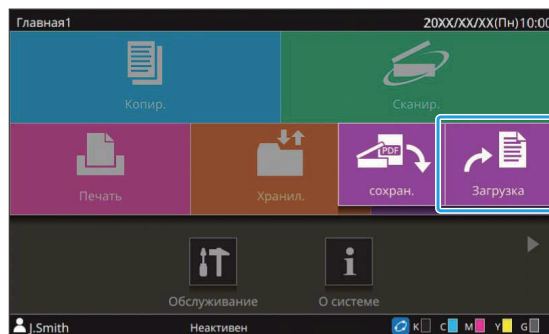 Главная1
20XX/XX/XX(Пн)10:00
Копир.
Сканир.
Печать
Хранил.
PDF
сохран.
Загрузка
Обслуживание
О системе
J.Smith
Неактивен
K C M Y G